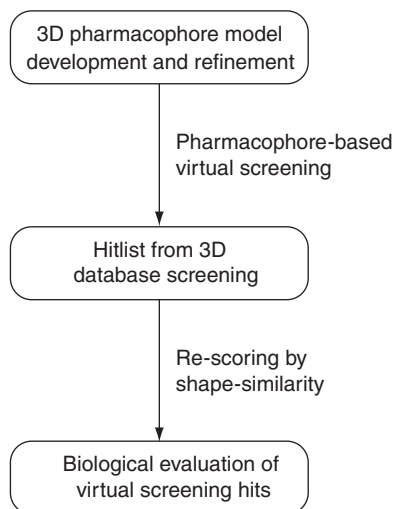 3D pharmacophore model
development and refinement
Pharmacophore-based
virtual screening
Hitlist from 3D
database screening
Re-scoring by
shape-similarity
Biological evaluation of
virtual screening hits